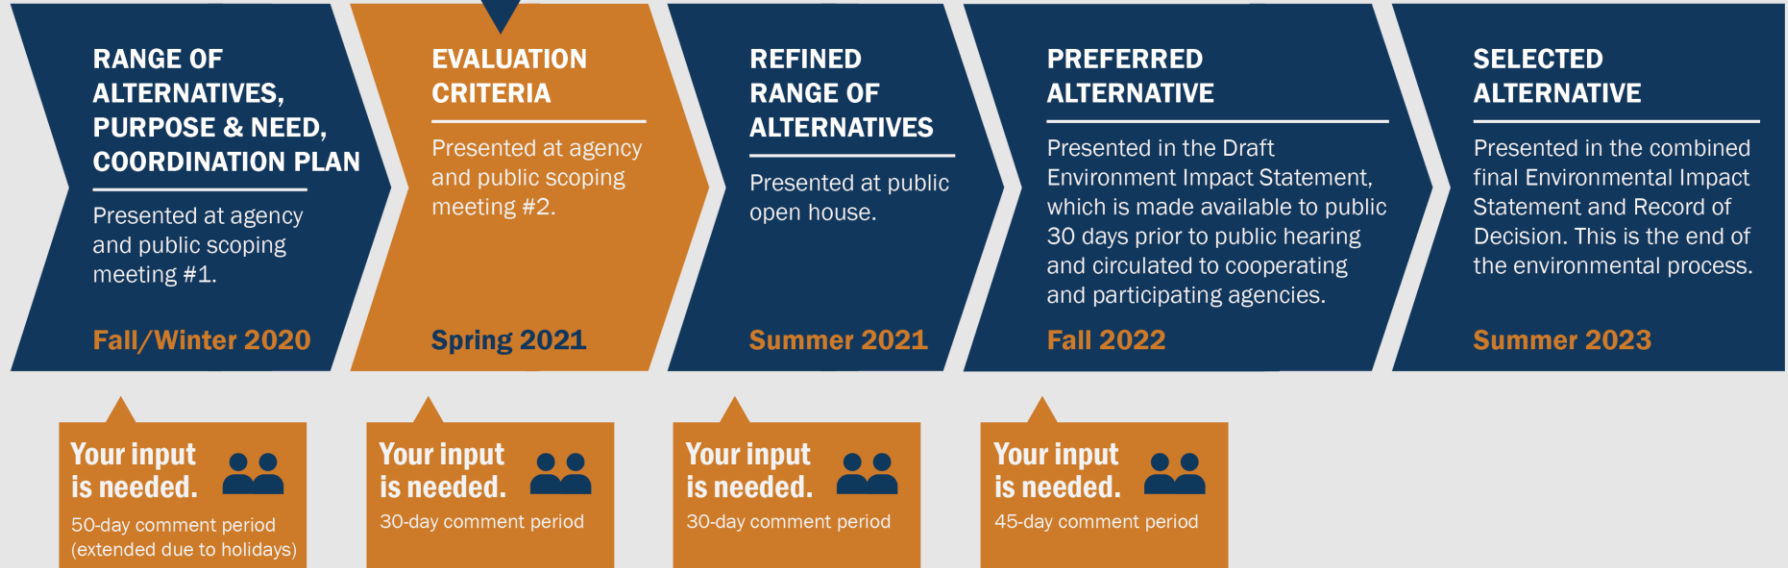 RANGE OF
ALTERNATIVES,
PURPOSE & NEED,
COORDINATION PLAN
Presented at agency
and public scoping
meeting #1.
Fall/Winter 2020
EVALUATION
CRITERIA
Presented at agency
and public scoping
meeting #2.
Spring 2021
REFINED
RANGE OF
ALTERNATIVES
Presented at public
open house.
Summer 2021
PREFERRED
ALTERNATIVE
Presented in the Draft
Environment Impact Statement,
which is made available to public
30 days prior to public hearing
and circulated to cooperating
and participating agencies.
Fall 2022
SELECTED
ALTERNATIVE
Presented in the combined
final Environmental Impact
Statement and Record of
Decision. This is the end of
the environmental process.
Summer 2023
Your input
is needed.
50-day comment period
(extended due to holidays)
Your input
is needed.
30-day comment period
Your input
is needed.
30-day comment period
Your input
is needed.
45-day comment period